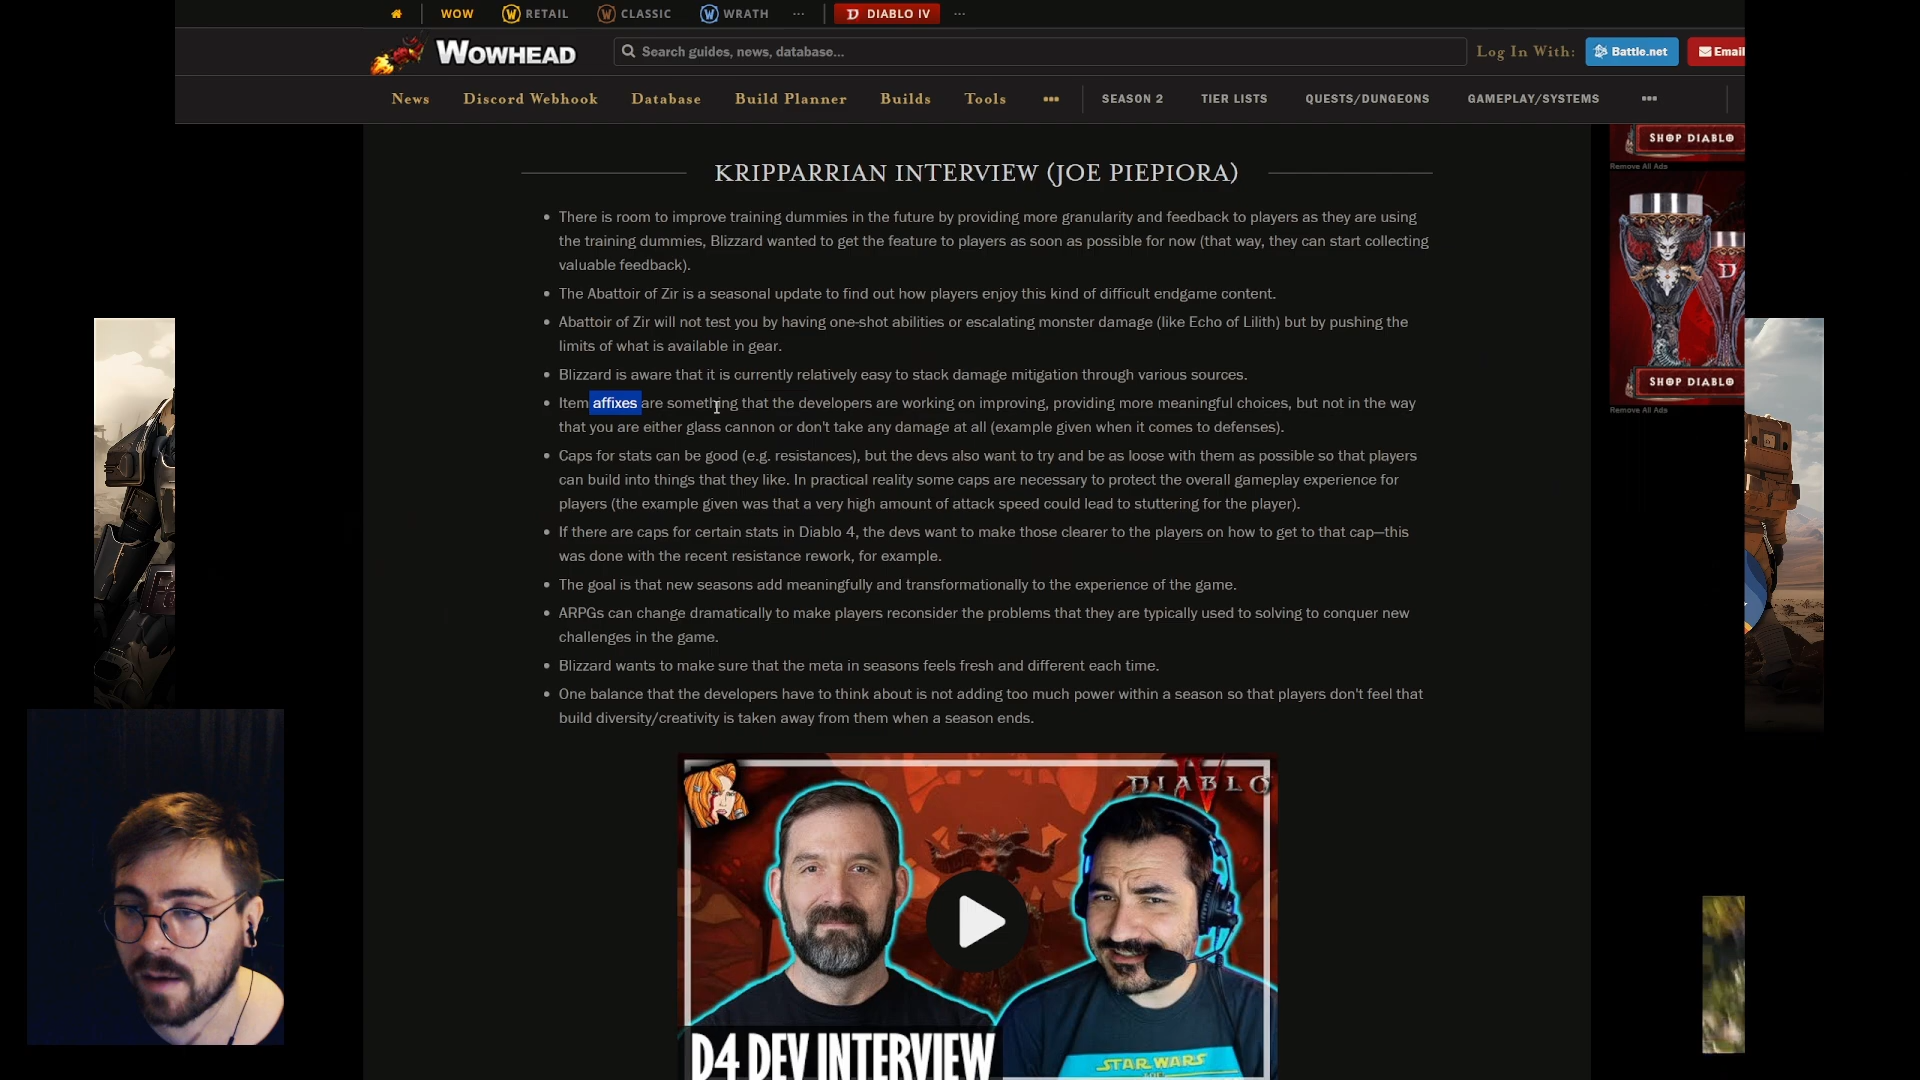 WOW RETAIL CLASSIC WRATH ... DIABLO IV ...
WOWHEAD Search guides, news, database... Log In With: Battle.net Email
News Discord Webhook Database Build Planner Builds Tools ... SEASON 2 TIER LISTS QUESTS/DUNGEONS GAMEPLAY/SYSTEMS ...
SHOP DIABLO
Remove All Ads
KRIPPARRIAN INTERVIEW (JOE PIEPIORA)
• There is room to improve training dummies in the future by providing more granularity and feedback to players as they are using
the training dummies, Blizzard wanted to get the feature to players as soon as possible for now (that way, they can start collecting
valuable feedback).
• The Abattoir of Zir is a seasonal update to find out how players enjoy this kind of difficult endgame content.
• Abattoir of Zir will not test you by having one-shot abilities or escalating monster damage (like Echo of Lilith) but by pushing the
limits of what is available in gear.
• Blizzard is aware that it is currently relatively easy to stack damage mitigation through various sources.
• Item affixes are something that the developers are working on improving, providing more meaningful choices, but not in the way
that you are either glass cannon or don't take any damage at all (example given when it comes to defenses).
• Caps for stats can be good (e.g. resistances), but the devs also want to try and be as loose with them as possible so that players
can build into things that they like. In practical reality some caps are necessary to protect the overall gameplay experience for
players (the example given was that a very high amount of attack speed could lead to stuttering for the player).
• If there are caps for certain stats in Diablo 4, the devs want to make those clearer to the players on how to get to that cap—this
was done with the recent resistance rework, for example.
• The goal is that new seasons add meaningfully and transformationally to the experience of the game.
• ARPGs can change dramatically to make players reconsider the problems that they are typically used to solving to conquer new
challenges in the game.
• Blizzard wants to make sure that the meta in seasons feels fresh and different each time.
• One balance that the developers have to think about is not adding too much power within a season so that players don't feel that
build diversity/creativity is taken away from them when a season ends.
SHOP DIABLO
Remove All Ads
DIABLO
IV
D4 DEV INTERVIEW
STAR WARS